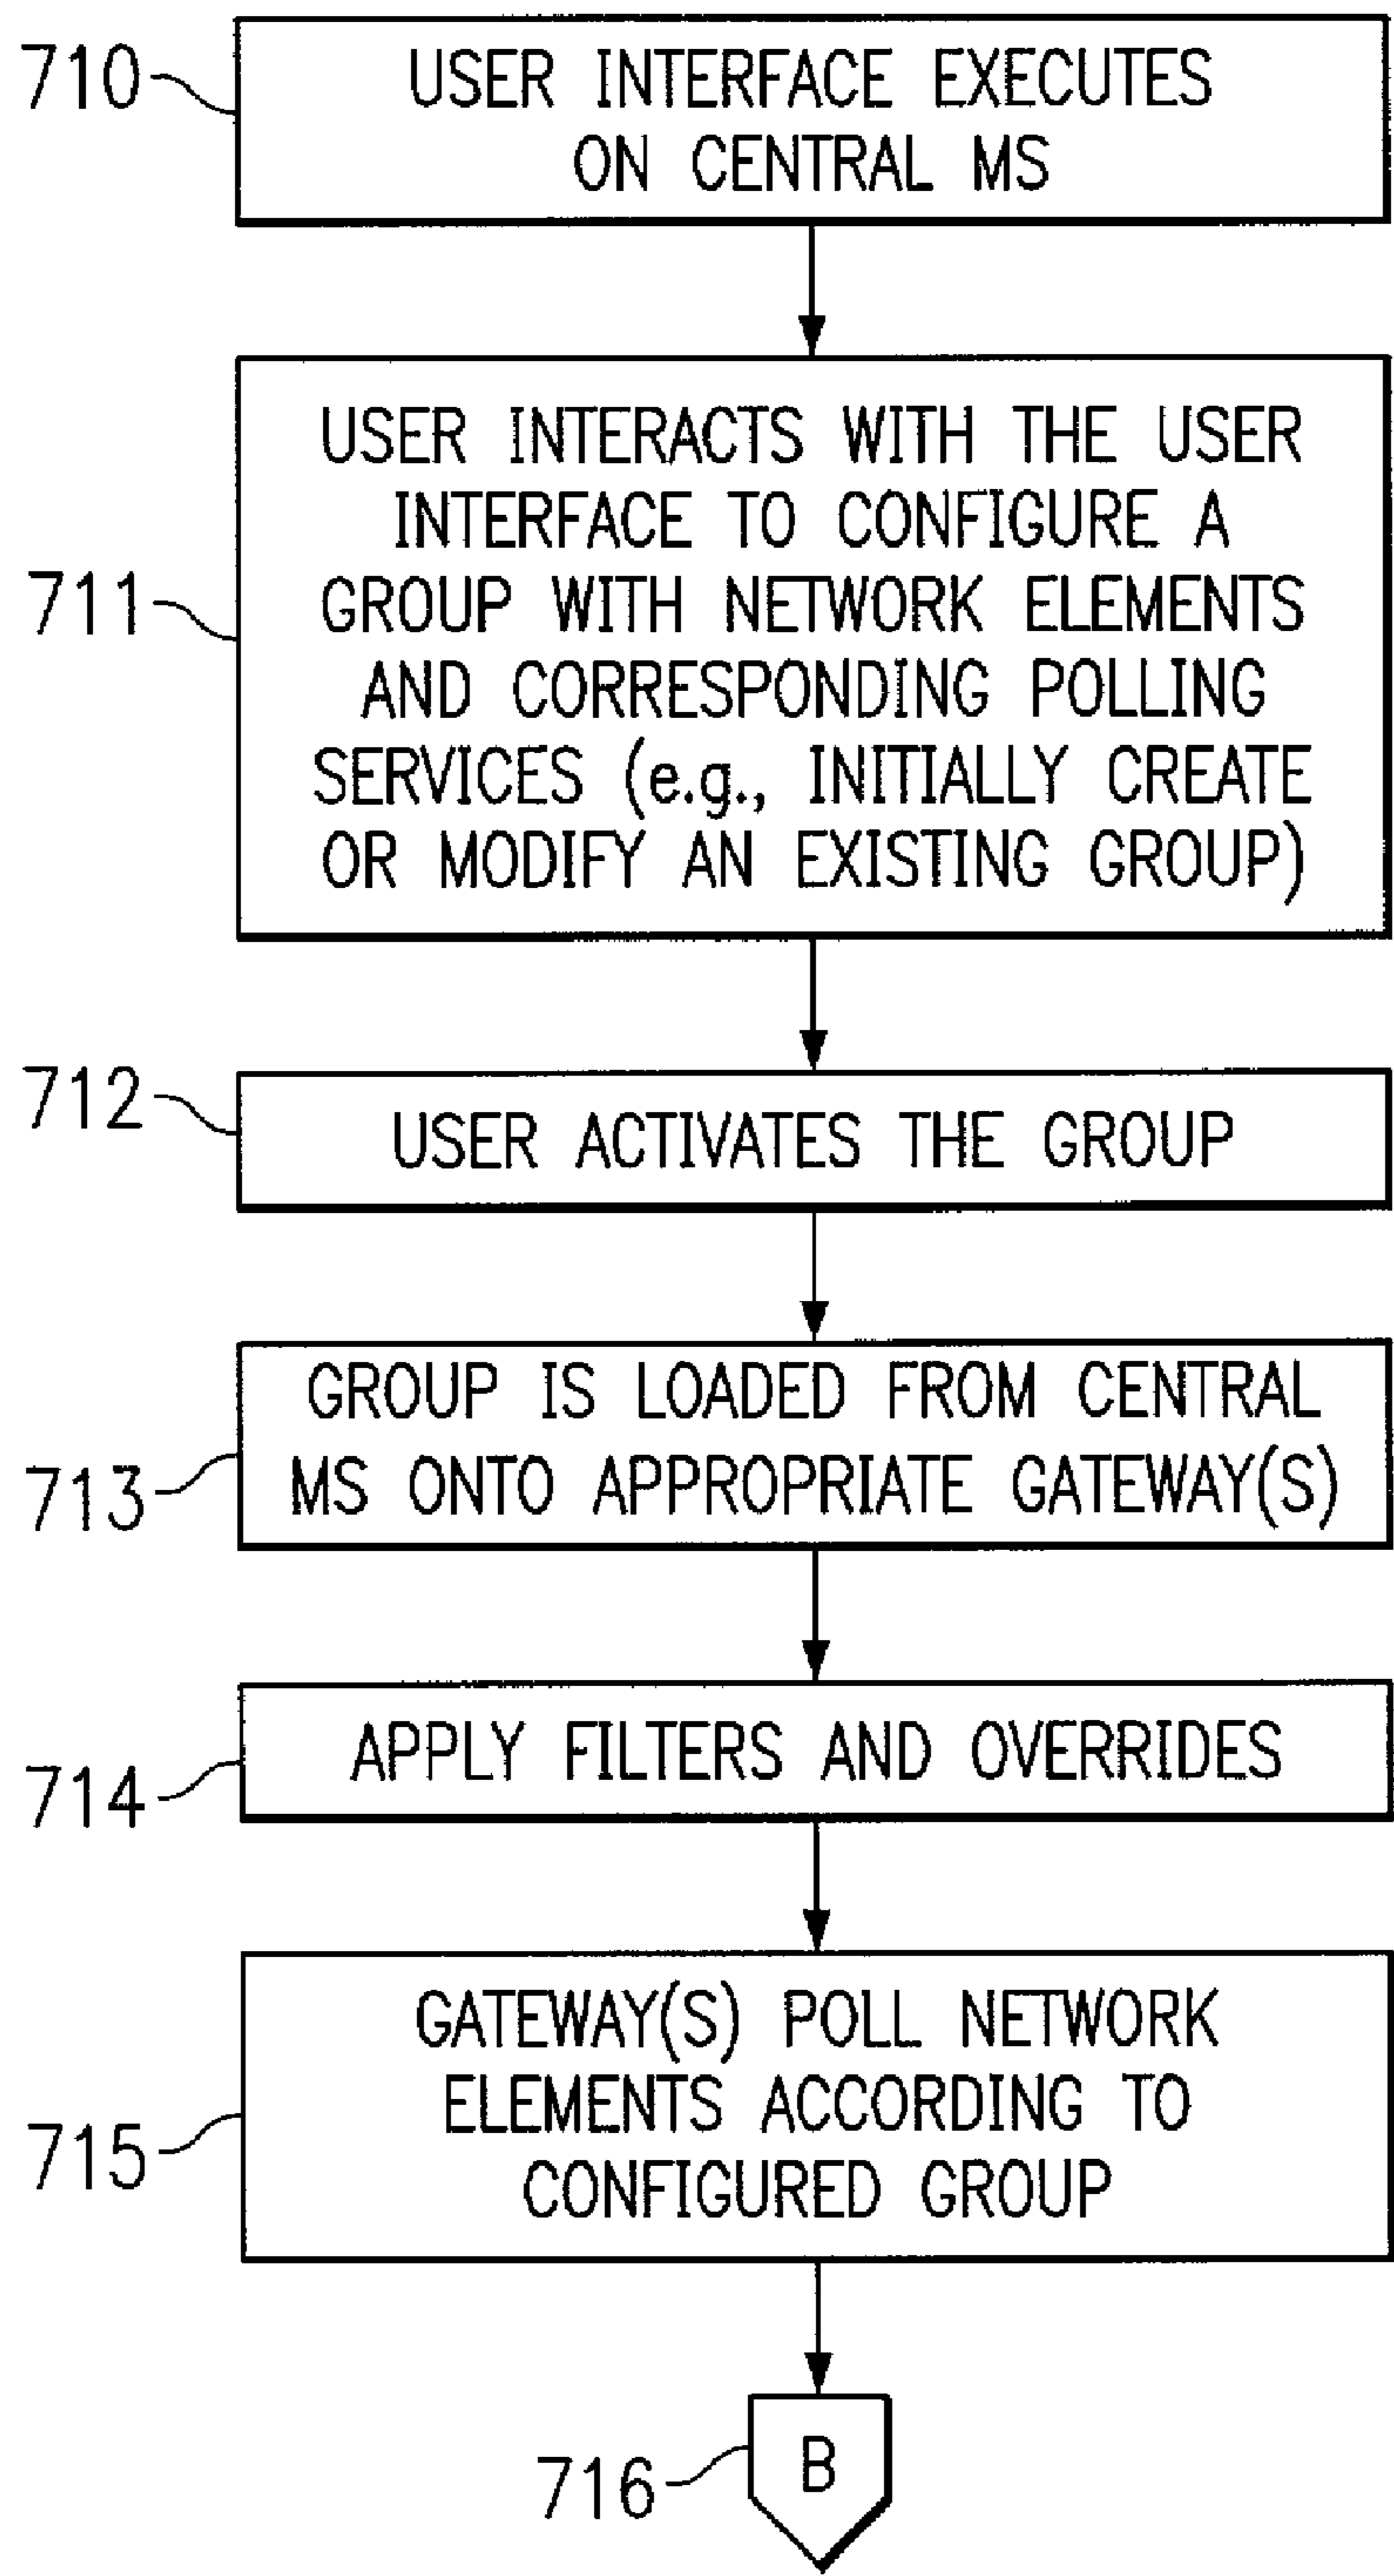 710
USER INTERFACE EXECUTES
ON CENTRAL MS
711
USER INTERACTS WITH THE USER
INTERFACE TO CONFIGURE A
GROUP WITH NETWORK ELEMENTS
AND CORRESPONDING POLLING
SERVICES (e.g., INITIALLY CREATE
OR MODIFY AN EXISTING GROUP)
712
USER ACTIVATES THE GROUP
713
GROUP IS LOADED FROM CENTRAL
MS ONTO APPROPRIATE GATEWAY(S)
714
APPLY FILTERS AND OVERRIDES
715
GATEWAY(S) POLL NETWORK
ELEMENTS ACCORDING TO
CONFIGURED GROUP
716
B